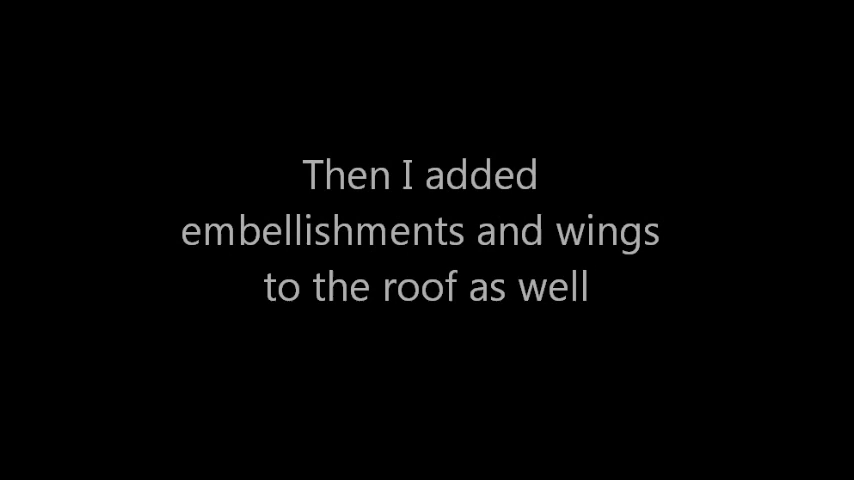 Then I added
embellishments and wings
to the roof as well